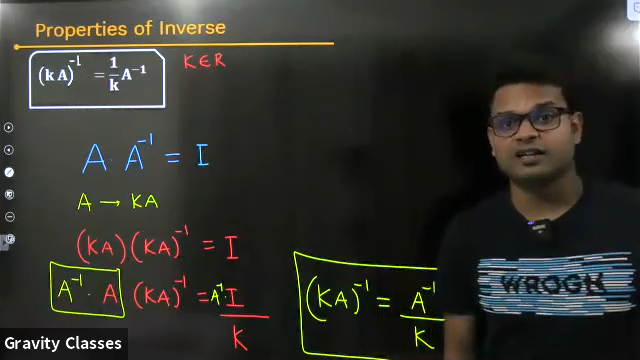 Properties of Inverse
(k A)⁻¹ = 1/k A⁻¹ K ∈ R
A · A⁻¹ = I
A → KA
(KA) (KA)⁻¹ = I
A⁻¹ · A (KA)⁻¹ = A⁻¹ · I / K
(KA)⁻¹ = A⁻¹ / K
WROGN
Gravity Classes